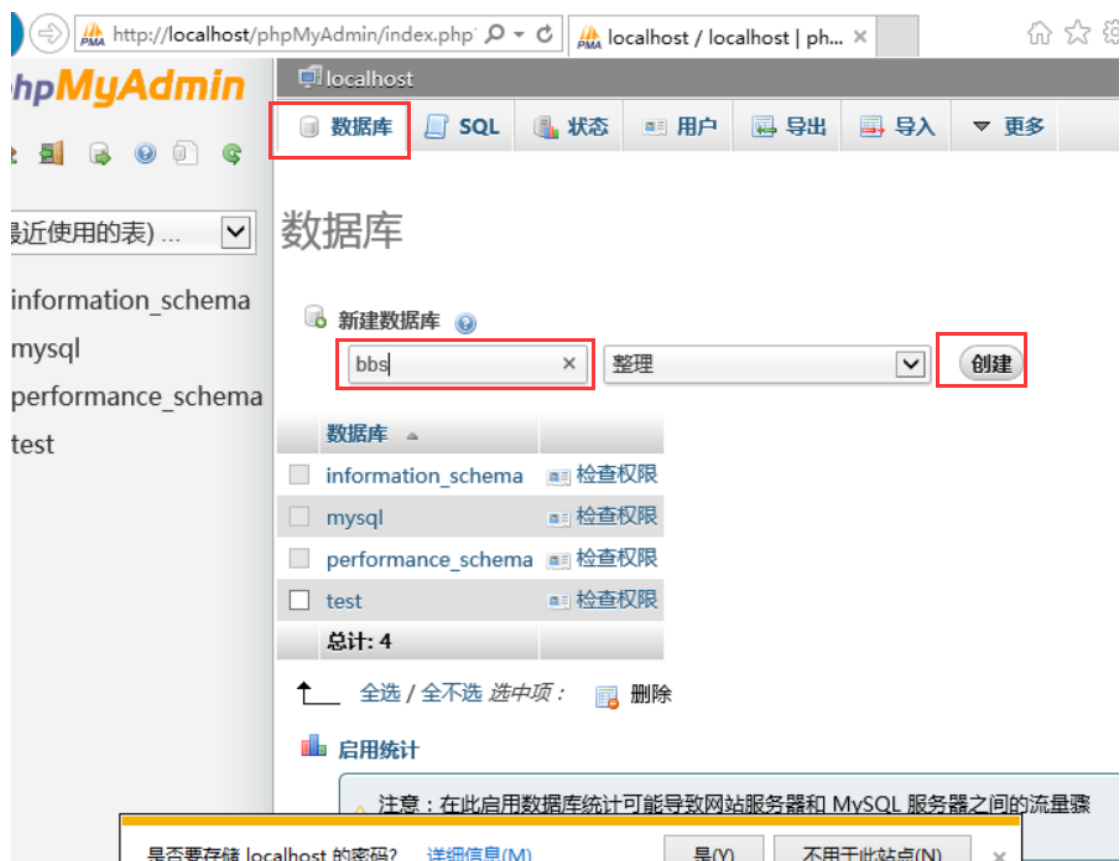 http://localhost/phpMyAdmin/index.php
localhost / localhost | ph...
hpMyAdmin
localhost
数据库
SQL
状态
用户
导出
导入
更多
最近使用的表) ...
information_schema
mysql
performance_schema
test
数据库
新建数据库
bbs
整理
创建
数据库
information_schema 检查权限
mysql 检查权限
performance_schema 检查权限
test 检查权限
总计: 4
全选 / 全不选 选中项： 删除
启用统计
注意：在此启用数据库统计可能导致网站服务器和 MySQL 服务器之间的流量骤
是否要存储 localhost 的密码? 详细信息(M) 是(Y) 不用于此站点(N)